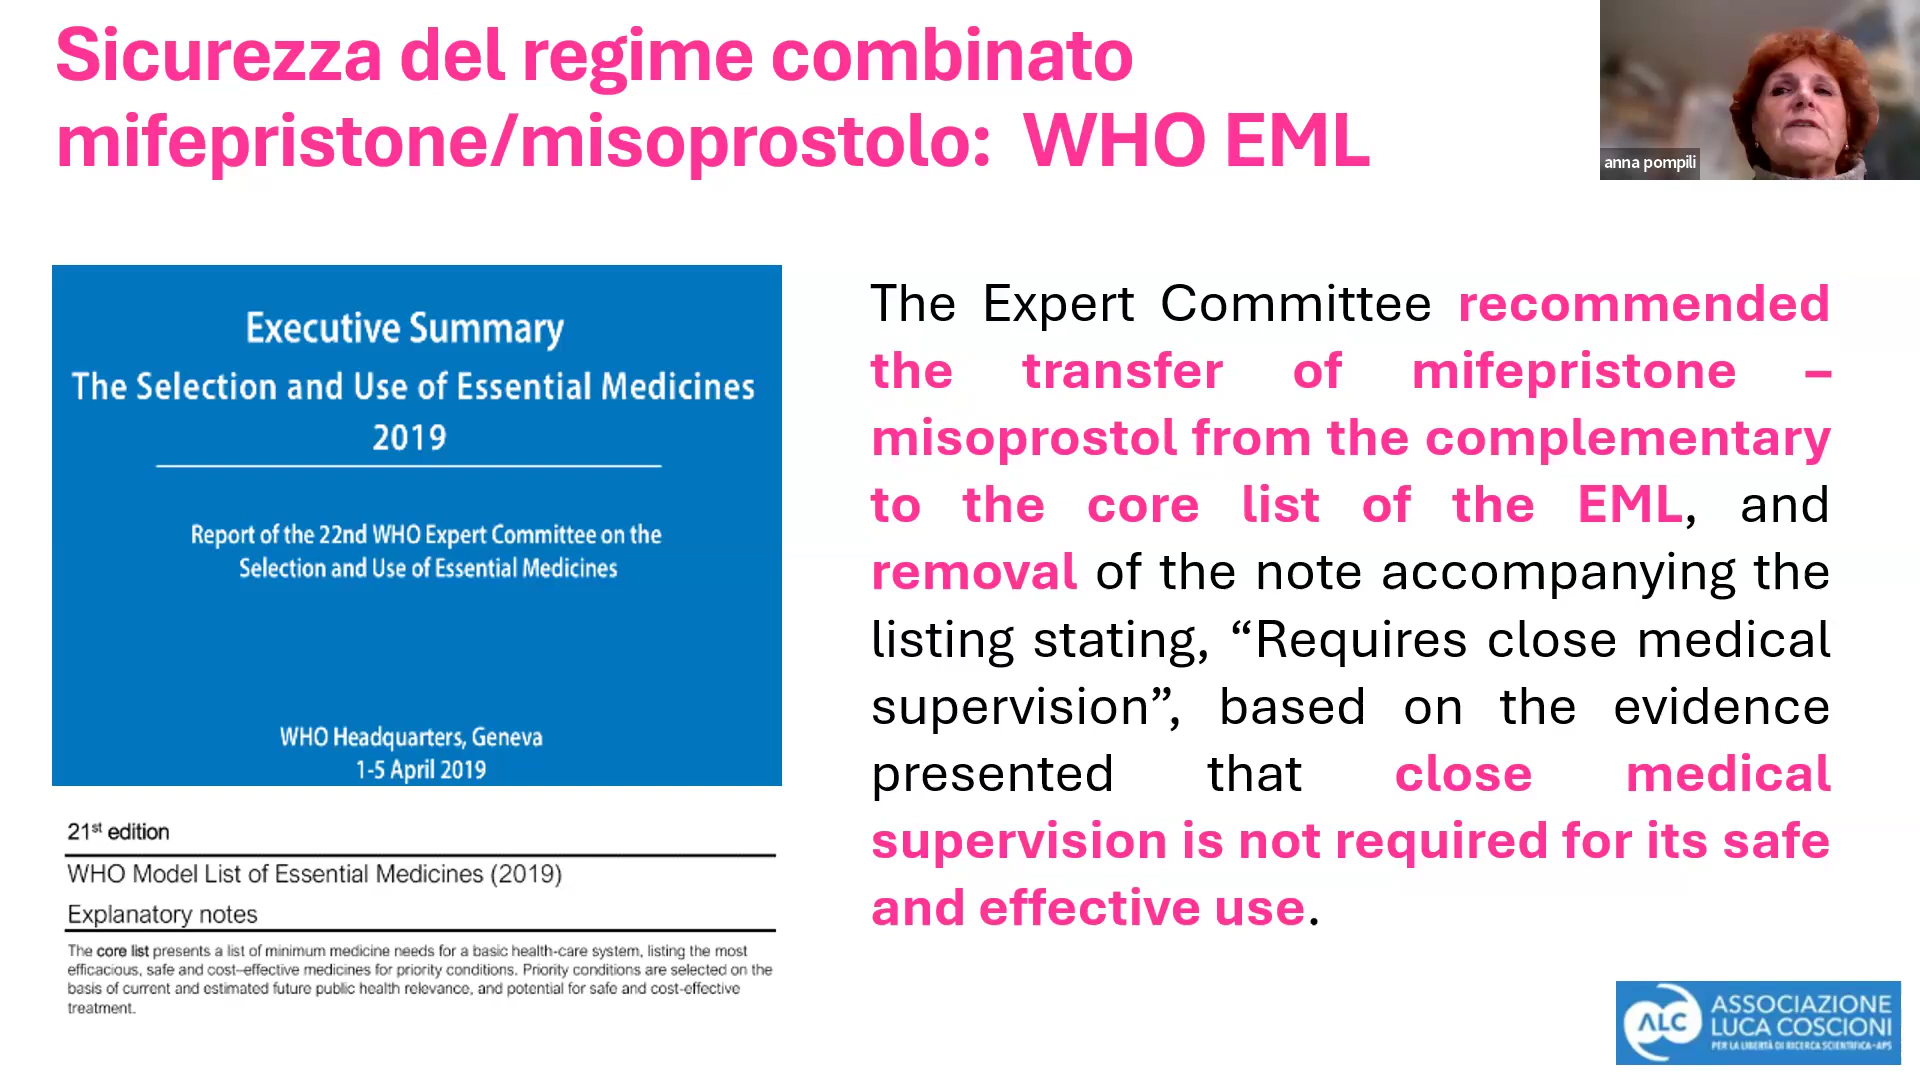 Sicurezza del regime combinato
mifepristone/misoprostolo: WHO EML
anna pompili
Executive Summary
The Selection and Use of Essential Medicines
2019
Report of the 22nd WHO Expert Committee on the
Selection and Use of Essential Medicines
WHO Headquarters, Geneva
1-5 April 2019
21st edition
WHO Model List of Essential Medicines (2019)
Explanatory notes
The core list presents a list of minimum medicine needs for a basic health-care system, listing the most
efficacious, safe and cost–effective medicines for priority conditions. Priority conditions are selected on the
basis of current and estimated future public health relevance, and potential for safe and cost-effective
treatment.
The Expert Committee recommended
the transfer of mifepristone –
misoprostol from the complementary
to the core list of the EML, and
removal of the note accompanying the
listing stating, “Requires close medical
supervision”, based on the evidence
presented that close medical
supervision is not required for its safe
and effective use.
ALC
ASSOCIAZIONE
LUCA COSCIONI
PER LA LIBERTÀ DI RICERCA SCIENTIFICA-APS